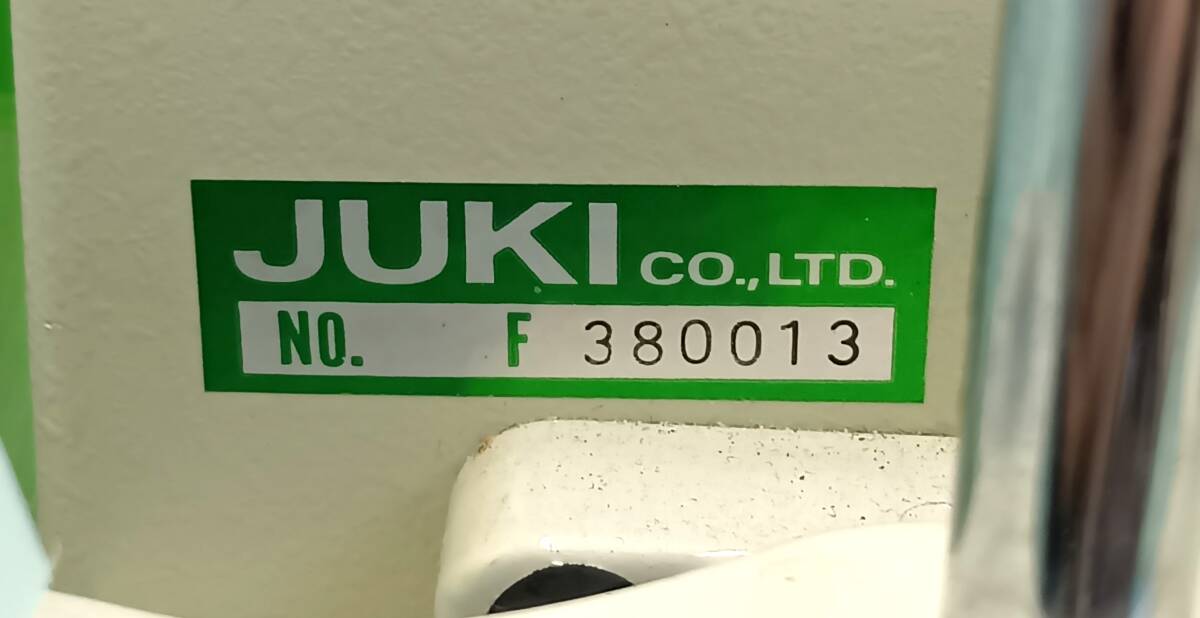 JUKI CO., LTD.
NO. F 380013